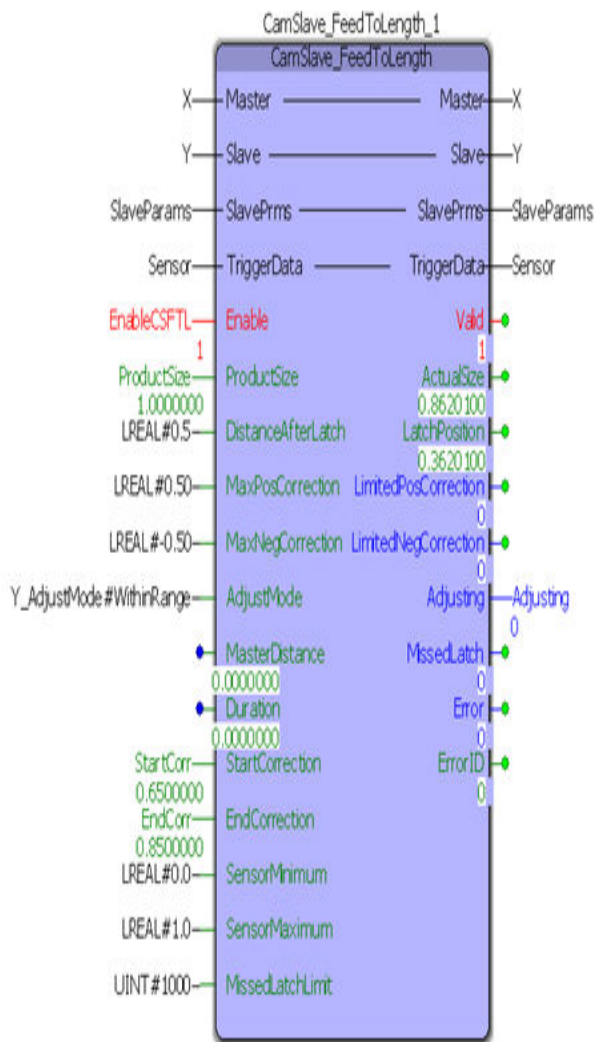 CamSlave_FeedToLength_1
CamSlave_FeedToLength
X Master Master X
Y Slave Slave Y
SlaveParams SlavePrms SlavePrms SlaveParams
Sensor TriggerData TriggerData Sensor
EnableCSFTL Enable Valid
1 1
ProductSize ProductSize ActualSize
1.0000000 0.8620100
LREAL#0.5 DistanceAfterLatch LatchPosition
0.3620100
LREAL#0.50 MaxPosCorrection LimitedPosCorrection
0
LREAL#-0.50 MaxNegCorrection LimitedNegCorrection
0
Y_AdjustMode#WithinRange AdjustMode Adjusting Adjusting
0
MasterDistance MissedLatch
0.0000000 0
Duration Error
0.0000000 0
StartCorr StartCorrection ErrorID
0.6500000 0
EndCorr EndCorrection
0.8500000
LREAL#0.0 SensorMinimum
LREAL#1.0 SensorMaximum
UINT#1000 MissedLatchLimit